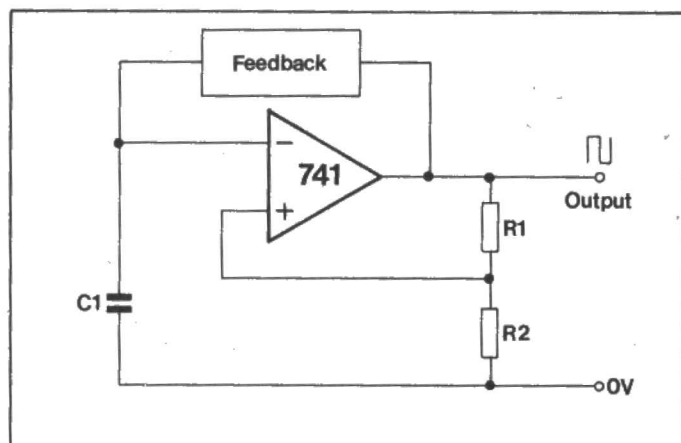 Feedback
−
741
+
Output
R1
C1
R2
0V